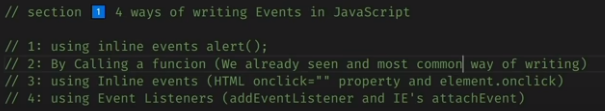 // section 1 4 ways of writing Events in JavaScript
// 1: using inline events alert();
// 2: By Calling a funcion (We already seen and most common way of writing)
// 3: using Inline events (HTML onclick="" property and element.onclick)
// 4: using Event Listeners (addEventListener and IE's attachEvent)